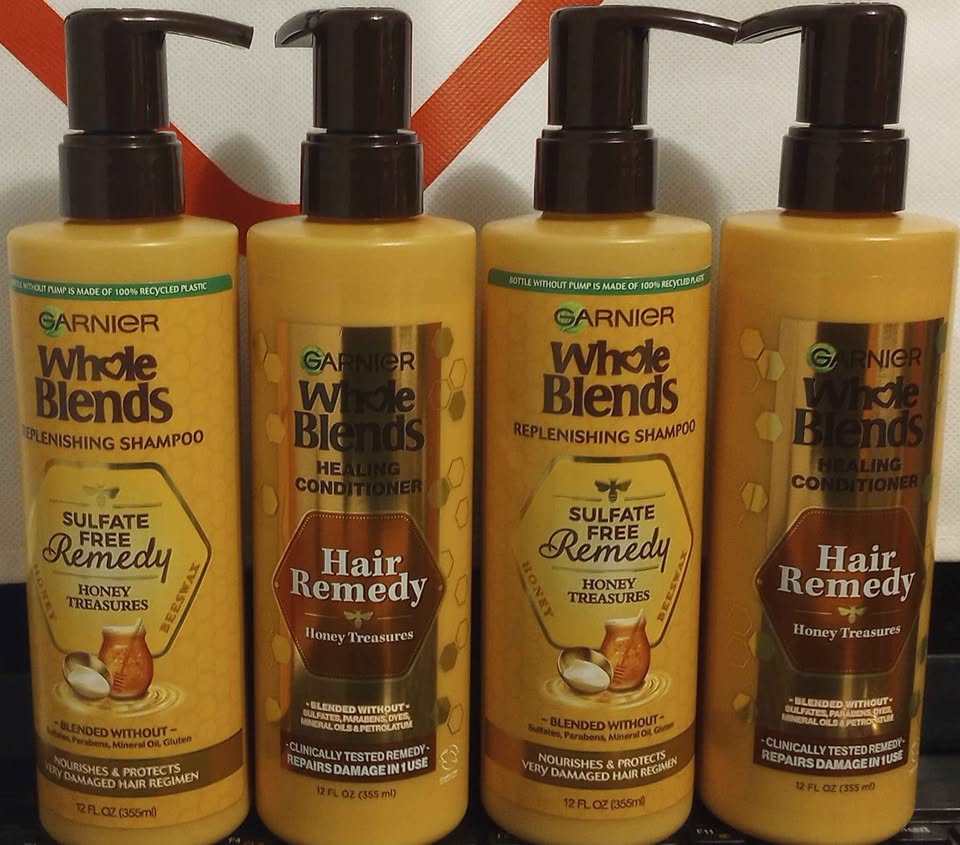 BOTTLE WITHOUT PUMP IS MADE OF 100% RECYCLED PLASTIC
GARNIER
Whole
Blends
REPLENISHING SHAMPOO
SULFATE
FREE
Remedy
HONEY
TREASURES
HONEY
BEESWAX
- BLENDED WITHOUT -
Sulfates, Parabens, Mineral Oil, Gluten
NOURISHES & PROTECTS
VERY DAMAGED HAIR REGIMEN
12 FL OZ (355ml)
GARNIER
Whole
Blends
HEALING
CONDITIONER
Hair
Remedy
Honey Treasures
- BLENDED WITHOUT -
SULFATES, PARABENS, DYES,
MINERAL OILS & PETROLATUM
- CLINICALLY TESTED REMEDY -
REPAIRS DAMAGE IN 1 USE
12 FL OZ (355 ml)
BOTTLE WITHOUT PUMP IS MADE OF 100% RECYCLED PLASTIC
GARNIER
Whole
Blends
REPLENISHING SHAMPOO
SULFATE
FREE
Remedy
HONEY
TREASURES
HONEY
BEESWAX
- BLENDED WITHOUT -
Sulfates, Parabens, Mineral Oil, Gluten
NOURISHES & PROTECTS
VERY DAMAGED HAIR REGIMEN
12 FL OZ (355ml)
GARNIER
Whole
Blends
HEALING
CONDITIONER
Hair
Remedy
Honey Treasures
- BLENDED WITHOUT -
SULFATES, PARABENS, DYES,
MINERAL OILS & PETROLATUM
- CLINICALLY TESTED REMEDY -
REPAIRS DAMAGE IN 1 USE
12 FL OZ (355 ml)
F4
F11